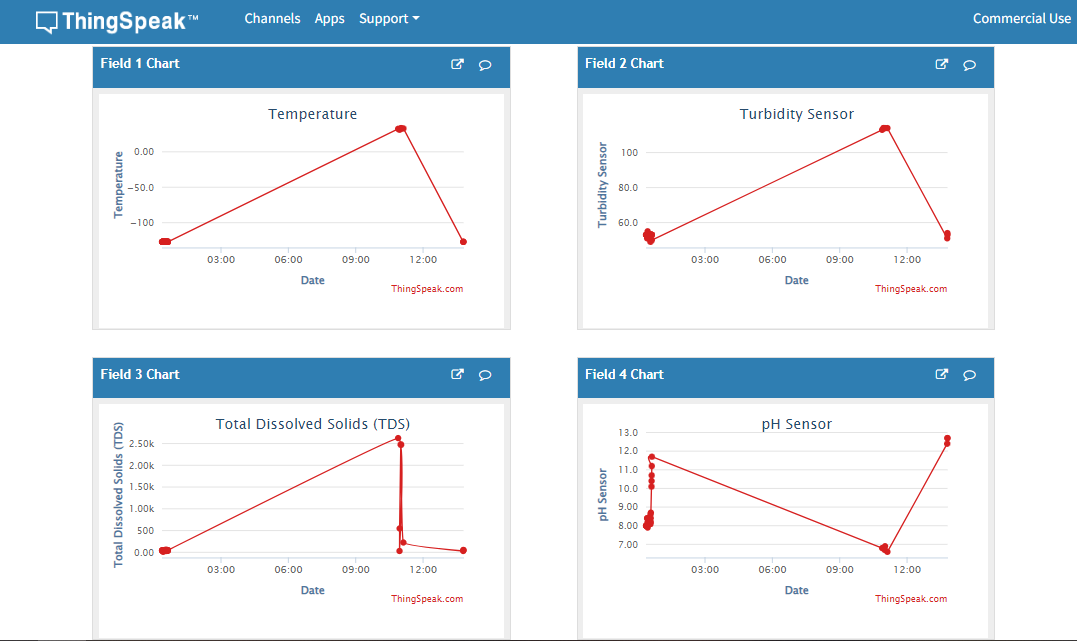 ThingSpeak™ Channels Apps Support Commercial Use
Field 1 Chart
Temperature
Temperature
0.00
−50.0
−100
03:00 06:00 09:00 12:00
Date
ThingSpeak.com
Field 2 Chart
Turbidity Sensor
Turbidity Sensor
100
80.0
60.0
03:00 06:00 09:00 12:00
Date
ThingSpeak.com
Field 3 Chart
Total Dissolved Solids (TDS)
Total Dissolved Solids (TDS)
2.50k
2.00k
1.50k
1.00k
500
0.00
03:00 06:00 09:00 12:00
Date
ThingSpeak.com
Field 4 Chart
pH Sensor
pH Sensor
13.0
12.0
11.0
10.0
9.00
8.00
7.00
03:00 06:00 09:00 12:00
Date
ThingSpeak.com